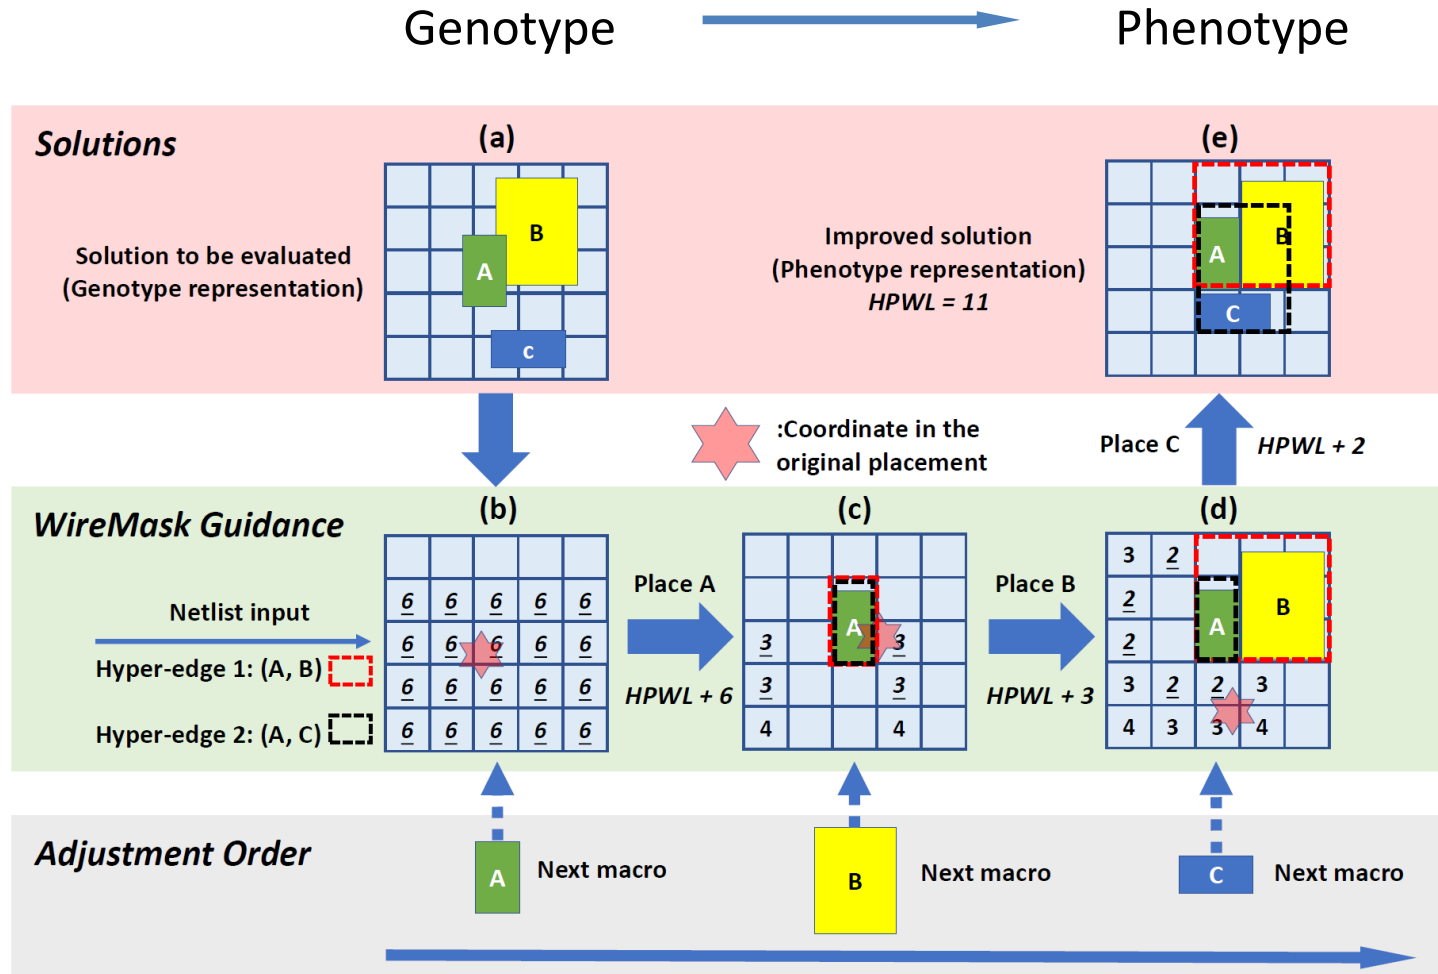 Genotype
Phenotype
Solutions
(a)
(e)
Solution to be evaluated
(Genotype representation)
B
A
c
Improved solution
(Phenotype representation)
HPWL = 11
A
B
C
:Coordinate in the
original placement
Place C
HPWL + 2
WireMask Guidance
(b)
(c)
(d)
Netlist input
Hyper-edge 1: (A, B)
Hyper-edge 2: (A, C)
6 6 6 6 6
6 6 6 6 6
6 6 6 6 6
6 6 6 6 6
Place A
HPWL + 6
A
3 3
3 3
4 4
Place B
HPWL + 3
3 2
2
2
A
B
3 2 2 3
4 3 3 4
Adjustment Order
A
Next macro
B
Next macro
C
Next macro